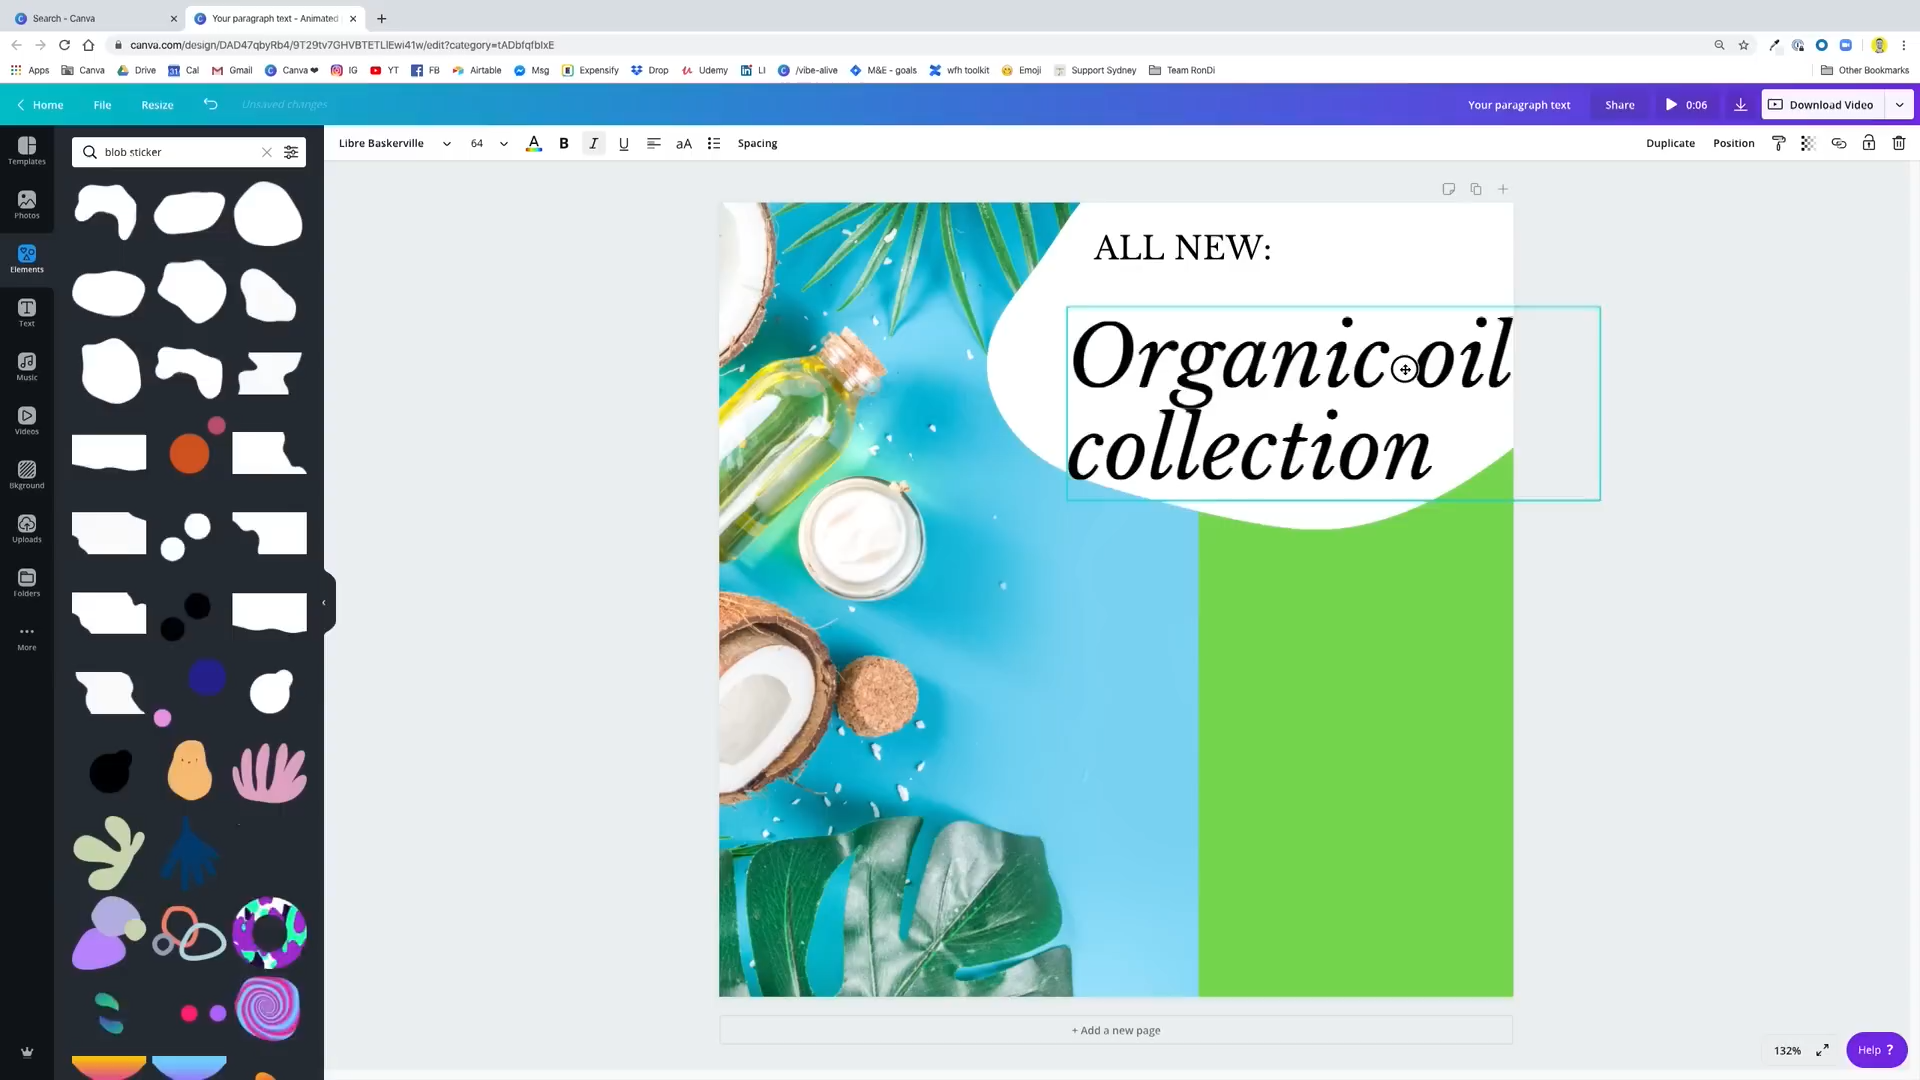 Search - Canva
Your paragraph text - Animated
canva.com/design/DAD47qbyRb4/9T29tv7GHVBTETLlEwi41w/edit?category=tADbfqfblxE
Apps Canva Drive Cal Gmail Canva ❤ IG YT FB Airtable Msg Expensify Drop Udemy LI /vibe-alive M&E - goals wfh toolkit Emoji Support Sydney Team RonDi Other Bookmarks
Home File Resize Unsaved changes Your paragraph text Share 0:06 Download Video
Libre Baskerville 64 A B I U aA Spacing Duplicate Position
blob sticker
Templates
Photos
Elements
Text
Music
Videos
Bkground
Uploads
Folders
More
ALL NEW:
Organic oil
collection
+ Add a new page
132%
Help ?